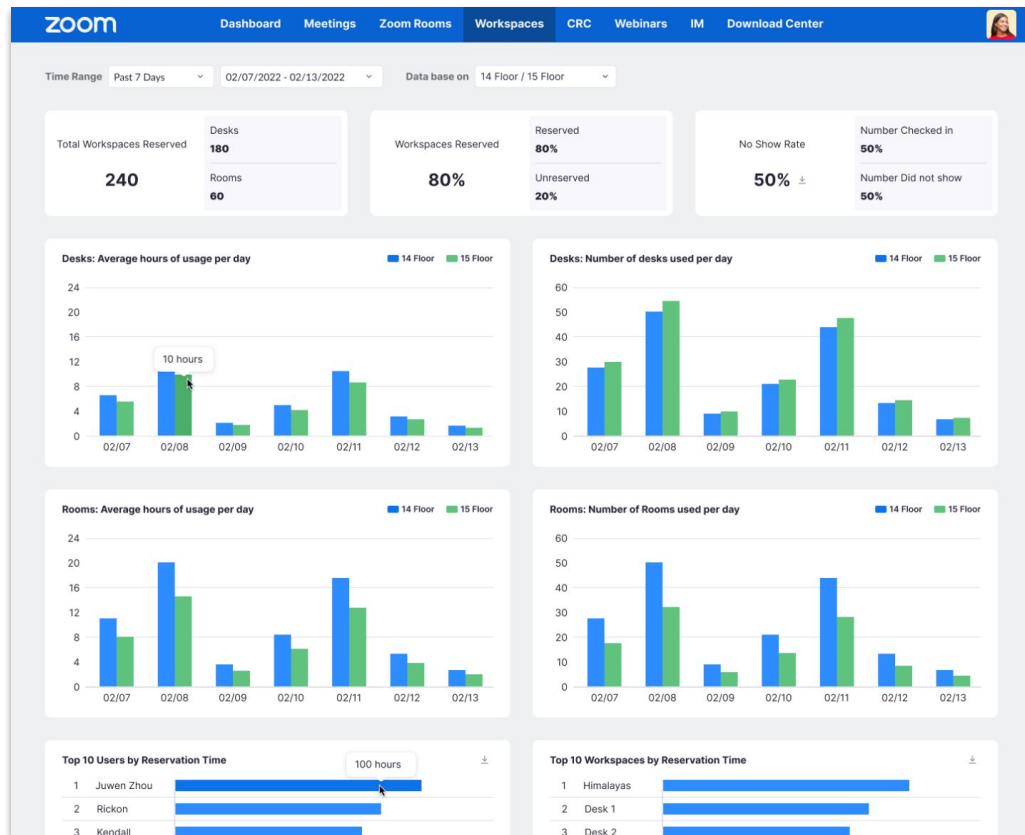 zoom Dashboard Meetings Zoom Rooms Workspaces CRC Webinars IM Download Center
Time Range Past 7 Days 02/07/2022 - 02/13/2022 Data base on 14 Floor / 15 Floor
Total Workspaces Reserved
240
Desks
180
Rooms
60
Workspaces Reserved
80%
Reserved
80%
Unreserved
20%
No Show Rate
50%
Number Checked in
50%
Number Did not show
50%
Desks: Average hours of usage per day 14 Floor 15 Floor
24
20
16
12
8
4
0
10 hours
02/07 02/08 02/09 02/10 02/11 02/12 02/13
Desks: Number of desks used per day 14 Floor 15 Floor
60
50
40
30
20
10
0
02/07 02/08 02/09 02/10 02/11 02/12 02/13
Rooms: Average hours of usage per day 14 Floor 15 Floor
24
20
16
12
8
4
0
02/07 02/08 02/09 02/10 02/11 02/12 02/13
Rooms: Number of Rooms used per day 14 Floor 15 Floor
60
50
40
30
20
10
0
02/07 02/08 02/09 02/10 02/11 02/12 02/13
Top 10 Users by Reservation Time
100 hours
1 Juwen Zhou
2 Rickon
3 Kendall
Top 10 Workspaces by Reservation Time
1 Himalayas
2 Desk 1
3 Desk 2